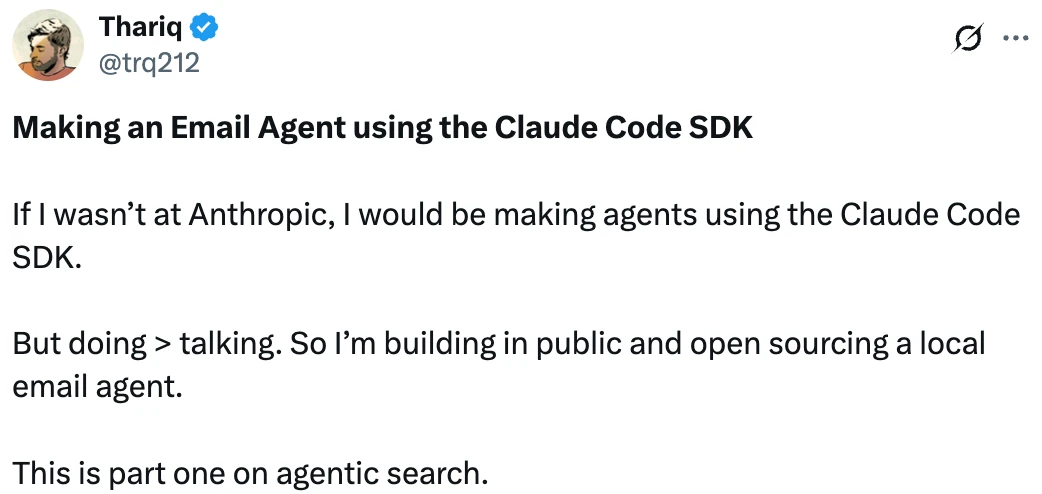 Thariq
@trq212
Making an Email Agent using the Claude Code SDK
If I wasn’t at Anthropic, I would be making agents using the Claude Code
SDK.
But doing > talking. So I’m building in public and open sourcing a local
email agent.
This is part one on agentic search.